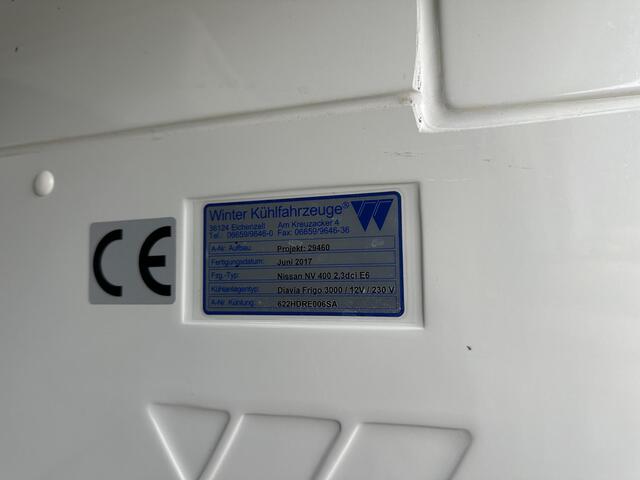 CE
Winter Kühlfahrzeuge®
36124 Eichenzell Am Kreuzacker 4
Tel. 06659/9646-0 Fax: 06659/9646-36
A-Nr. Aufbau: Projekt: 29460
Fertigungsdatum: Juni 2017
Fzg.-Typ: Nissan NV 400 2,3dci E6
Kühlanlagentyp: Diavia Frigo 3000 / 12V / 230 V
A-Nr. Kühlung: 622HDRE006SA